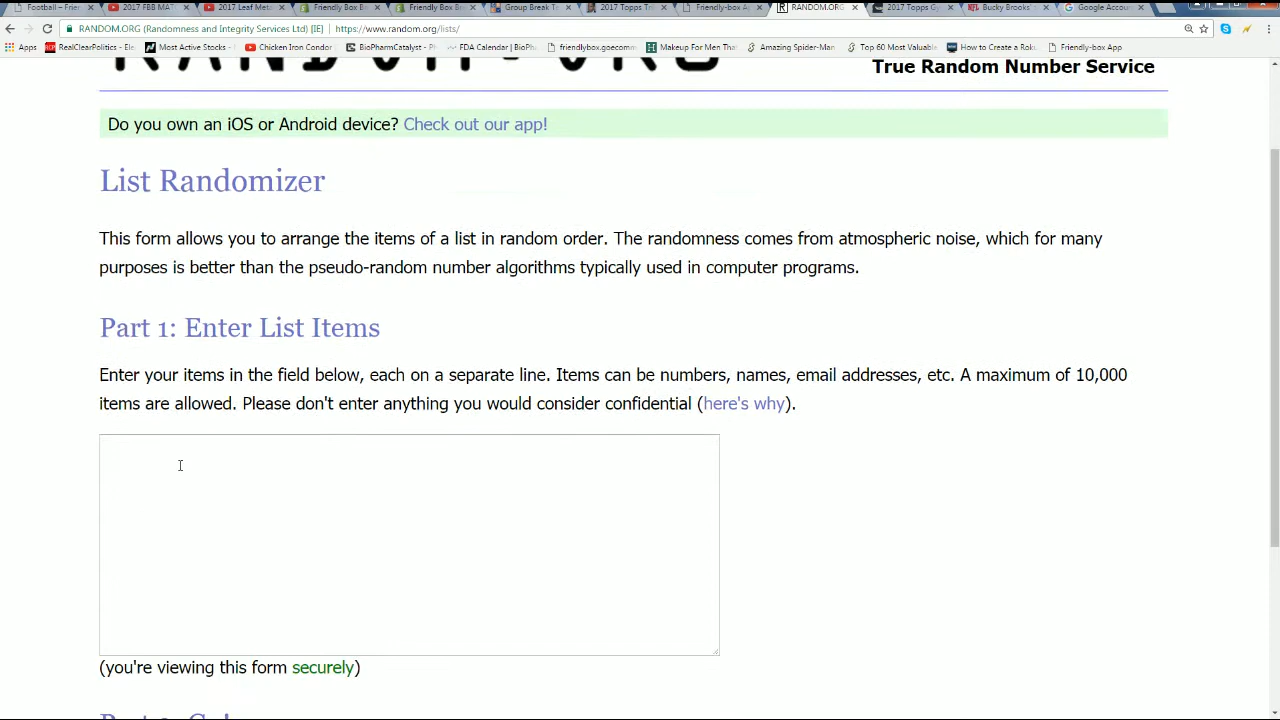 Football – Frie
2017 FBB MAT
2017 Leaf Meta
Friendly Box B
Friendly Box B
Group Break T
2017 Topps Tri
Friendly-box A
RANDOM.ORG
2017 Topps Gy
Bucky Brooks'
Google Accou
RANDOM.ORG (Randomness and Integrity Services Ltd) [IE]
https://www.random.org/lists/
Apps
RealClearPolitics - Ele
Most Active Stocks -
Chicken Iron Condor
BioPharmCatalyst - Ph
FDA Calendar | BioPh
friendlybox.goecomm
Makeup For Men Tha
Amazing Spider-Man
Top 60 Most Valuable
How to Create a Roku
Friendly-box App
RANDOM.ORG
True Random Number Service
Do you own an iOS or Android device? Check out our app!
List Randomizer
This form allows you to arrange the items of a list in random order. The randomness comes from atmospheric noise, which for many
purposes is better than the pseudo-random number algorithms typically used in computer programs.
Part 1: Enter List Items
Enter your items in the field below, each on a separate line. Items can be numbers, names, email addresses, etc. A maximum of 10,000
items are allowed. Please don't enter anything you would consider confidential (here's why).
(you're viewing this form securely)